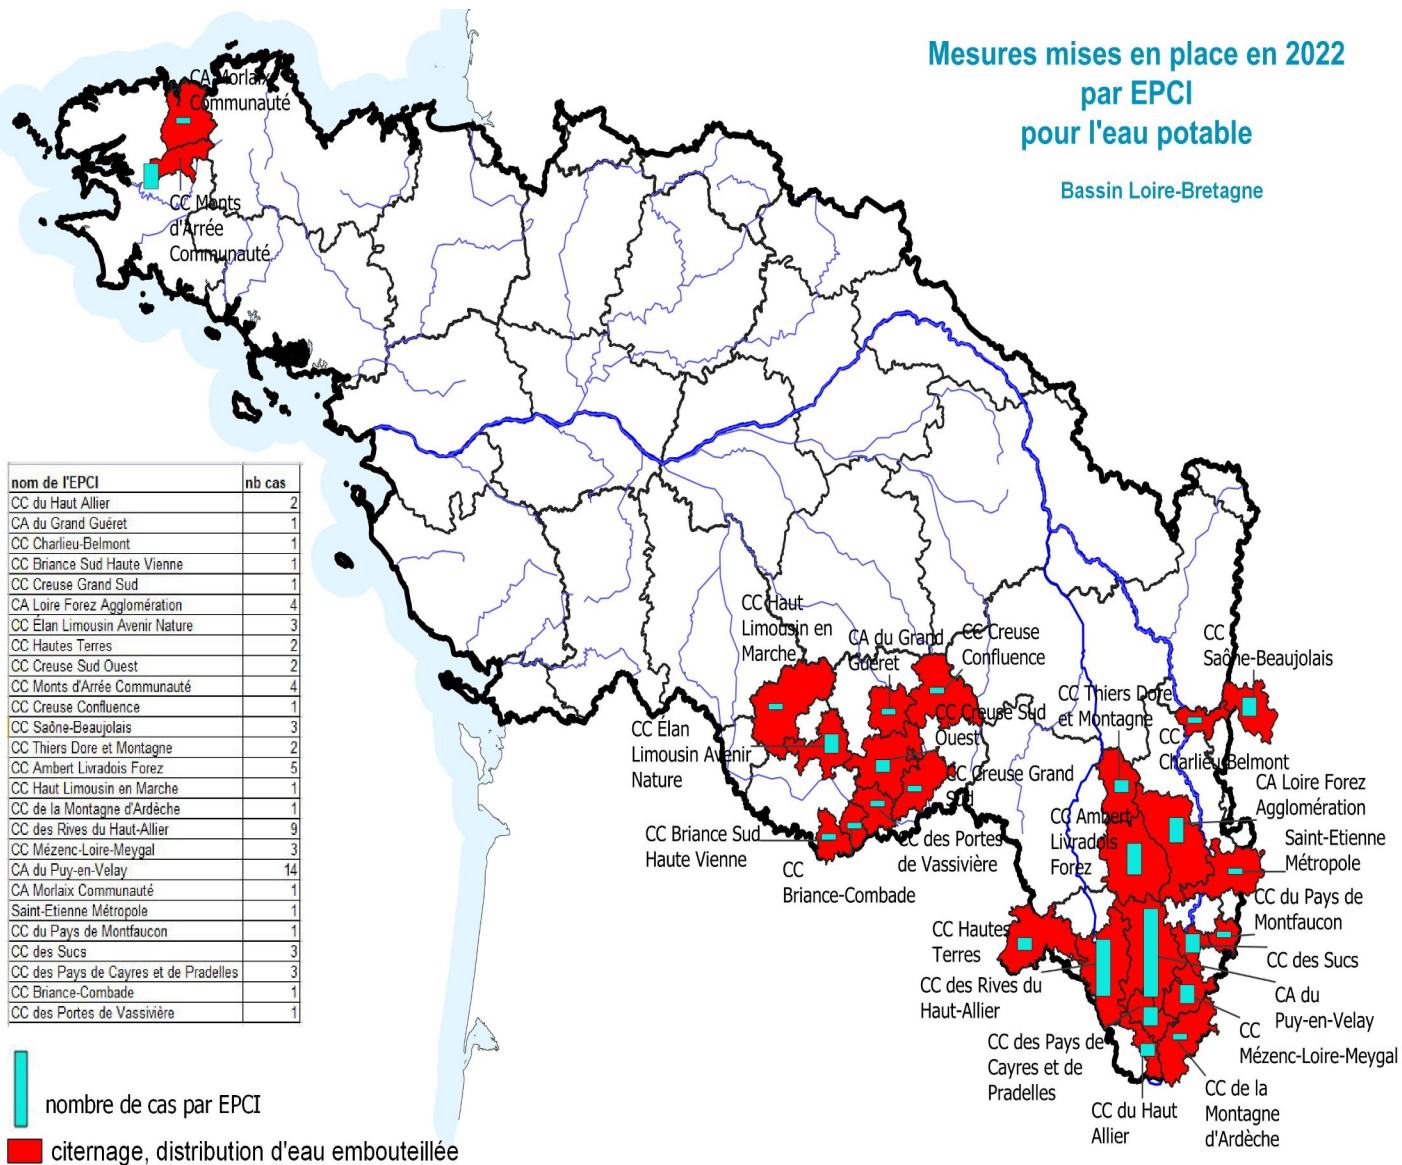 Mesures mises en place en 2022
par EPCI
pour l'eau potable
Bassin Loire-Bretagne
CA Morlaix
Communauté
CC Monts
d'Arrée
Communauté
nom de l'EPCI nb cas
CC du Haut Allier 2
CA du Grand Guéret 1
CC Charlieu-Belmont 1
CC Briance Sud Haute Vienne 1
CC Creuse Grand Sud 1
CA Loire Forez Agglomération 4
CC Élan Limousin Avenir Nature 3
CC Hautes Terres 2
CC Creuse Sud Ouest 2
CC Monts d'Arrée Communauté 4
CC Creuse Confluence 1
CC Saône-Beaujolais 3
CC Thiers Dore et Montagne 2
CC Ambert Livradois Forez 5
CC Haut Limousin en Marche 1
CC de la Montagne d'Ardèche 1
CC des Rives du Haut-Allier 9
CC Mézenc-Loire-Meygal 3
CA du Puy-en-Velay 14
CA Morlaix Communauté 1
Saint-Etienne Métropole 1
CC du Pays de Montfaucon 1
CC des Sucs 3
CC des Pays de Cayres et de Pradelles 3
CC Briance-Combade 1
CC des Portes de Vassivière 1
CC Haut
Limousin en
Marche
CA du Grand
Guéret
CC Creuse
Confluence
CC
Saône-Beaujolais
CC Thiers Dore
et Montagne
CC Élan
Limousin Avenir
Nature
CC Creuse Sud
Ouest
CC
Charlieu-Belmont
CC Creuse Grand
Sud
CA Loire Forez
Agglomération
CC Ambert
Livradois
Forez
CC Briance Sud
Haute Vienne
CC des Portes
de Vassivière
Saint-Etienne
Métropole
CC
Briance-Combade
CC du Pays de
Montfaucon
CC Hautes
Terres
CC des Sucs
CC des Rives du
Haut-Allier
CA du
Puy-en-Velay
CC
Mézenc-Loire-Meygal
CC des Pays de
Cayres et de
Pradelles
CC de la
Montagne
d'Ardèche
CC du Haut
Allier
nombre de cas par EPCI
citernage, distribution d'eau embouteillée